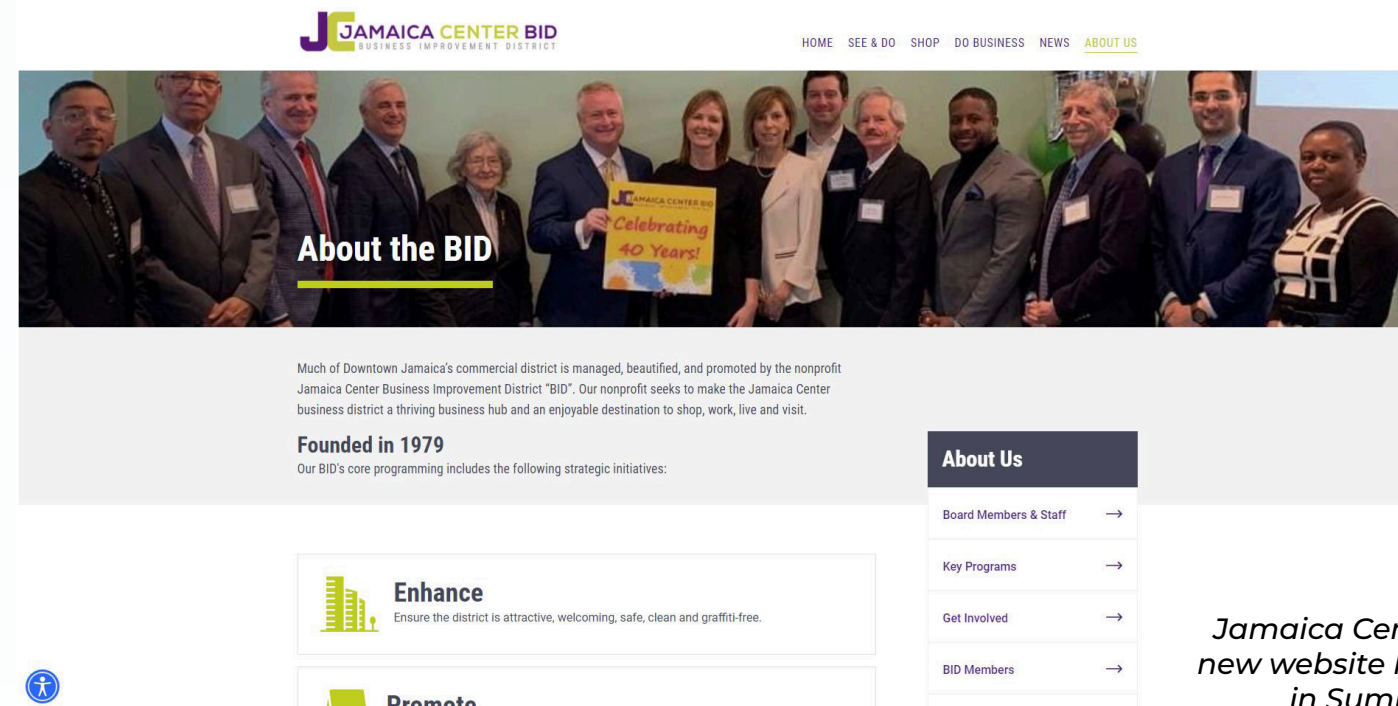 JAMAICA CENTER BID
BUSINESS IMPROVEMENT DISTRICT
HOME SEE & DO SHOP DO BUSINESS NEWS ABOUT US
JAMAICA CENTER BID
Celebrating
40 Years!
About the BID
Much of Downtown Jamaica's commercial district is managed, beautified, and promoted by the nonprofit
Jamaica Center Business Improvement District "BID". Our nonprofit seeks to make the Jamaica Center
business district a thriving business hub and an enjoyable destination to shop, work, live and visit.
Founded in 1979
Our BID's core programming includes the following strategic initiatives:
About Us
Board Members & Staff
Key Programs
Get Involved
BID Members
Enhance
Ensure the district is attractive, welcoming, safe, clean and graffiti-free.
Promote
Jamaica Cer
new website
in Sum